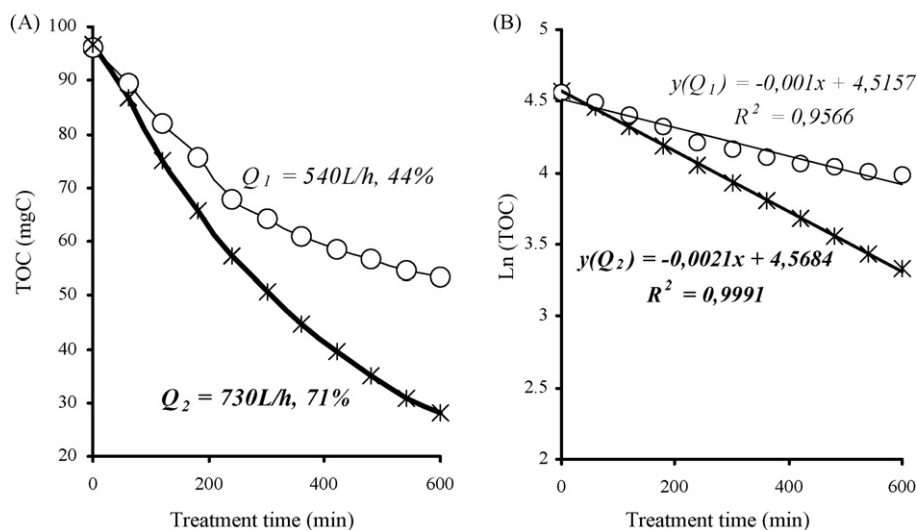 (A)
100
90
80
70
60
50
40
30
20
TOC (mgC)
Q1 = 540L/h, 44%
Q2 = 730L/h, 71%
0
200
400
600
Treatment time (min)
(B)
5
4.5
4
3.5
3
2.5
2
Ln (TOC)
y(Q1) = -0,001x + 4,5157
R2 = 0,9566
y(Q2) = -0,0021x + 4,5684
R2 = 0,9991
0
200
400
600
Treatment time (min)